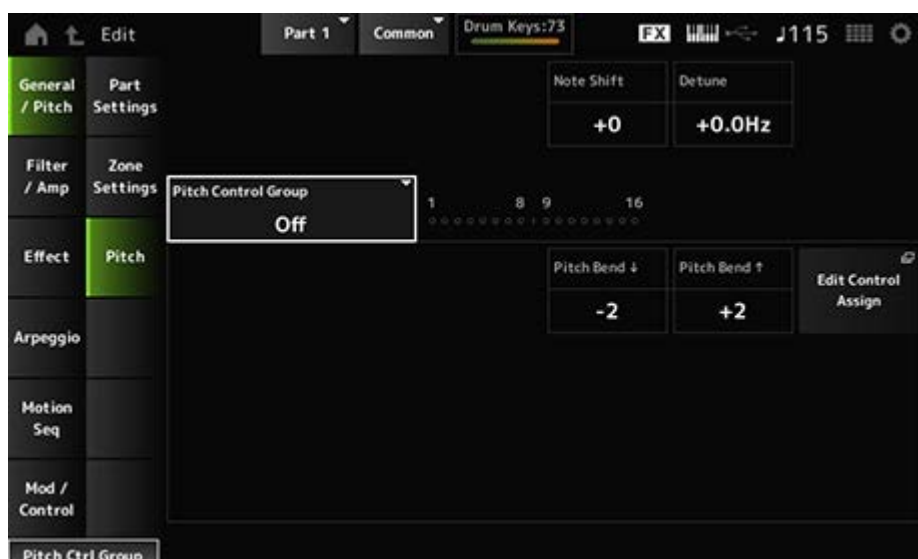 Edit
Part 1
Common
Drum Keys:73
FX
♩115
General
/ Pitch
Part
Settings
Note Shift
Detune
+0
+0.0Hz
Filter
/ Amp
Zone
Settings
Pitch Control Group
Off
1 8 9 16
Effect
Pitch
Pitch Bend ↓
Pitch Bend ↑
Edit Control
Assign
-2
+2
Arpeggio
Motion
Seq
Mod /
Control
Pitch Ctrl Group